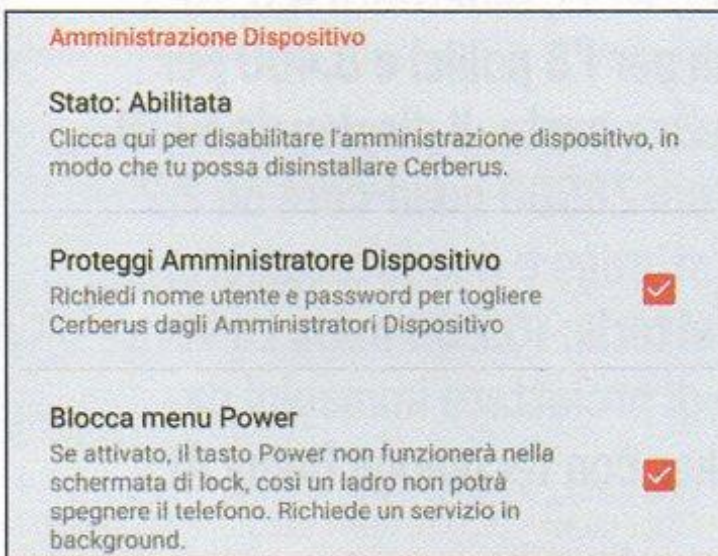 Amministrazione Dispositivo
Stato: Abilitata
Clicca qui per disabilitare l'amministrazione dispositivo, in
modo che tu possa disinstallare Cerberus.
Proteggi Amministratore Dispositivo
Richiedi nome utente e password per togliere
Cerberus dagli Amministratori Dispositivo
Blocca menu Power
Se attivato, il tasto Power non funzionerà nella
schermata di lock, così un ladro non potrà
spegnere il telefono. Richiede un servizio in
background.